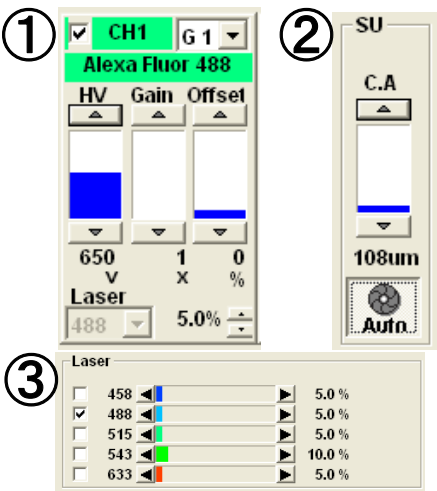 ①
CH1 G 1
Alexa Fluor 488
HV Gain Offset
650 1 0
V X %
Laser
488 5.0%
②
SU
C.A
108um
Auto
③
Laser
458 5.0 %
488 5.0 %
515 5.0 %
543 10.0 %
633 5.0 %